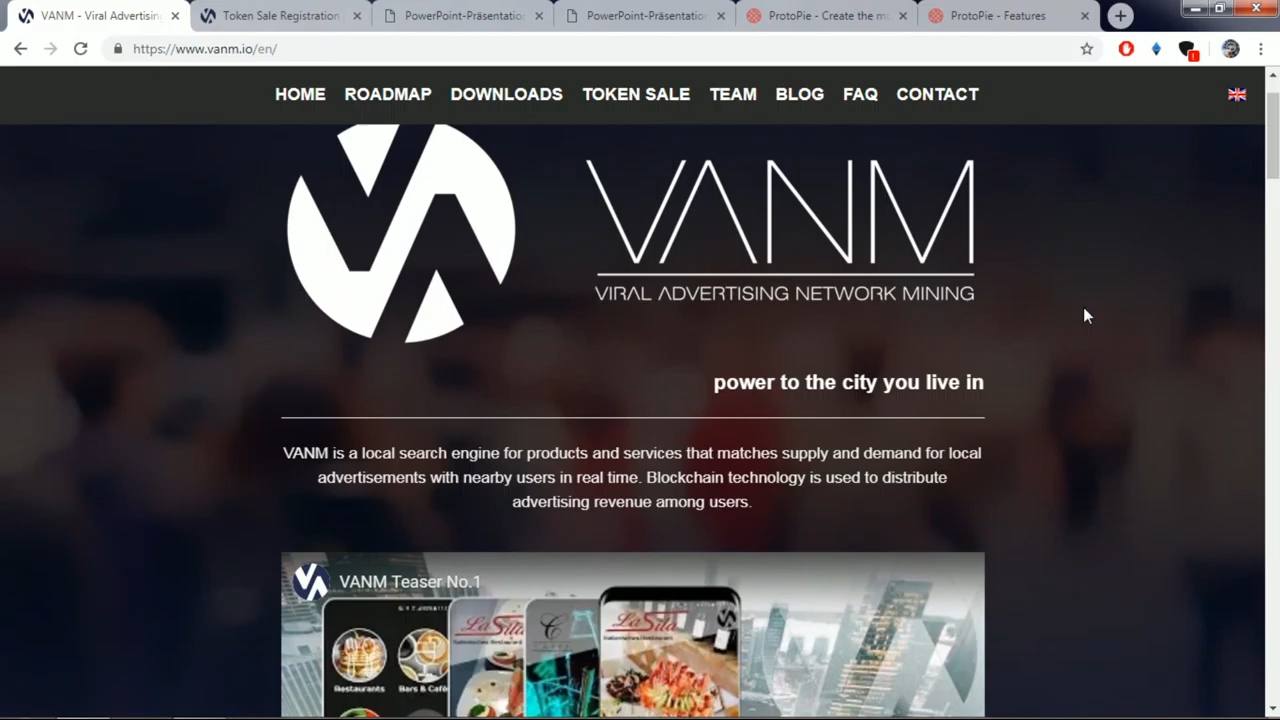 VANM - Viral Advertising
Token Sale Registration
PowerPoint-Präsentatio
PowerPoint-Präsentatio
ProtoPie - Create the mo
ProtoPie - Features
https://www.vanm.io/en/
HOME ROADMAP DOWNLOADS TOKEN SALE TEAM BLOG FAQ CONTACT
VANM
VIRAL ADVERTISING NETWORK MINING
power to the city you live in
VANM is a local search engine for products and services that matches supply and demand for local
advertisements with nearby users in real time. Blockchain technology is used to distribute
advertising revenue among users.
VANM Teaser No.1
La Sila
La Sila
Restaurants
Bars & Café